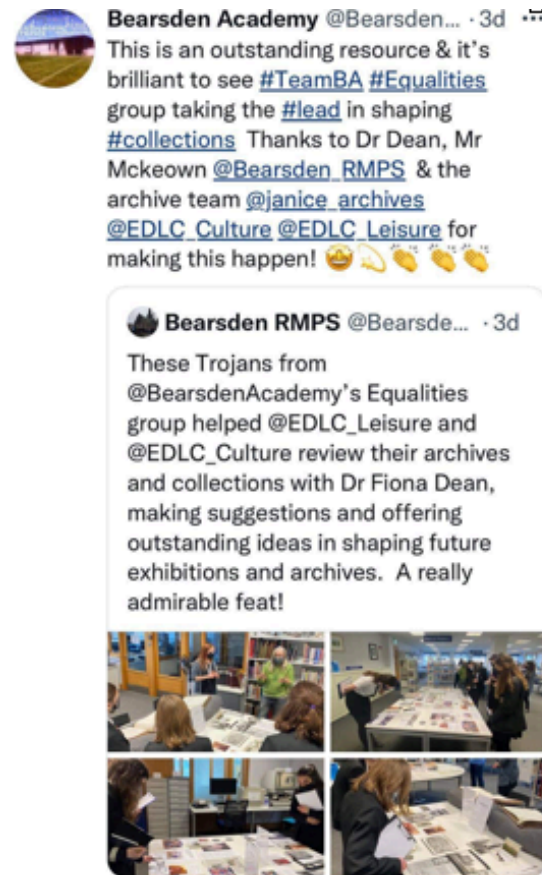 Bearsden Academy @Bearsden... · 3d ...
This is an outstanding resource & it's
brilliant to see #TeamBA #Equalities
group taking the #lead in shaping
#collections Thanks to Dr Dean, Mr
Mckeown @Bearsden_RMPS & the
archive team @janice_archives
@EDLC_Culture @EDLC_Leisure for
making this happen! 🤩💫👏👏👏
Bearsden RMPS @Bearsde... · 3d
These Trojans from
@BearsdenAcademy's Equalities
group helped @EDLC_Leisure and
@EDLC_Culture review their archives
and collections with Dr Fiona Dean,
making suggestions and offering
outstanding ideas in shaping future
exhibitions and archives. A really
admirable feat!